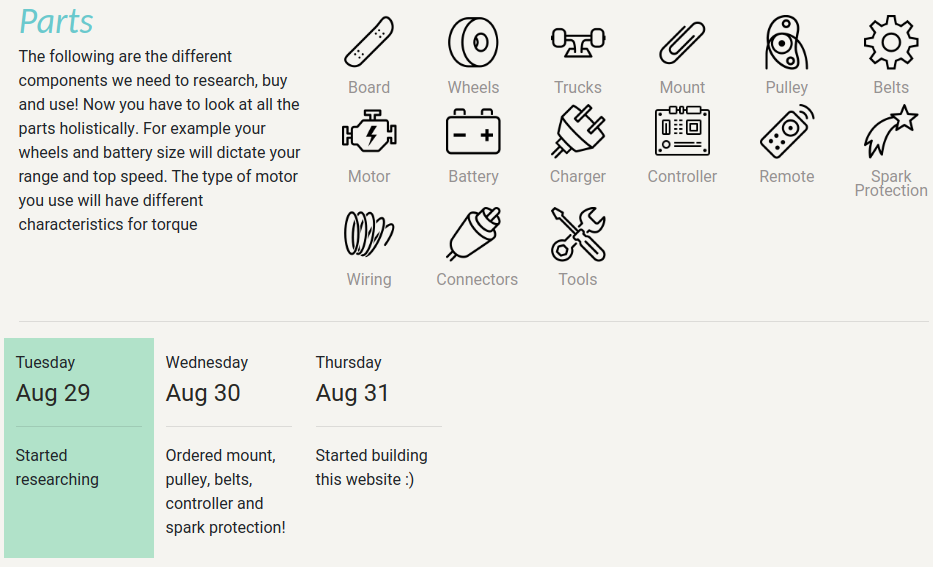 Parts
The following are the different
components we need to research, buy
and use! Now you have to look at all the
parts holistically. For example your
wheels and battery size will dictate your
range and top speed. The type of motor
you use will have different
characteristics for torque
Board
Wheels
Trucks
Mount
Pulley
Belts
Motor
Battery
Charger
Controller
Remote
Spark
Protection
Wiring
Connectors
Tools
Tuesday
Aug 29
Started
researching
Wednesday
Aug 30
Ordered mount,
pulley, belts,
controller and
spark protection!
Thursday
Aug 31
Started building
this website :)